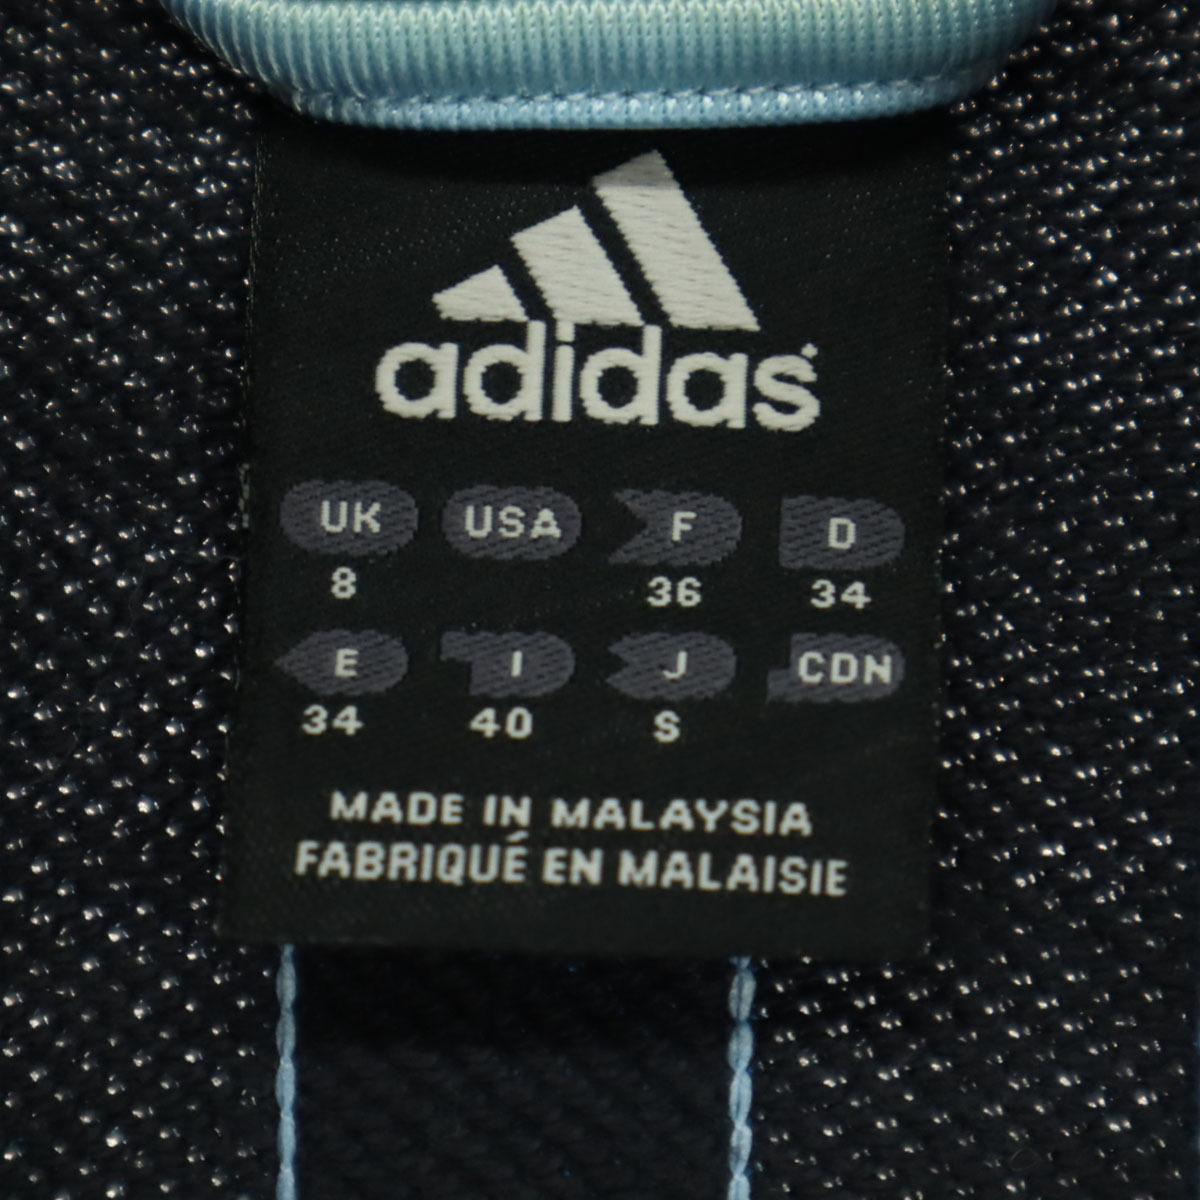 adidas
UK USA F D
8 36 34
E I J CDN
34 40 S
MADE IN MALAYSIA
FABRIQUÉ EN MALAISIE